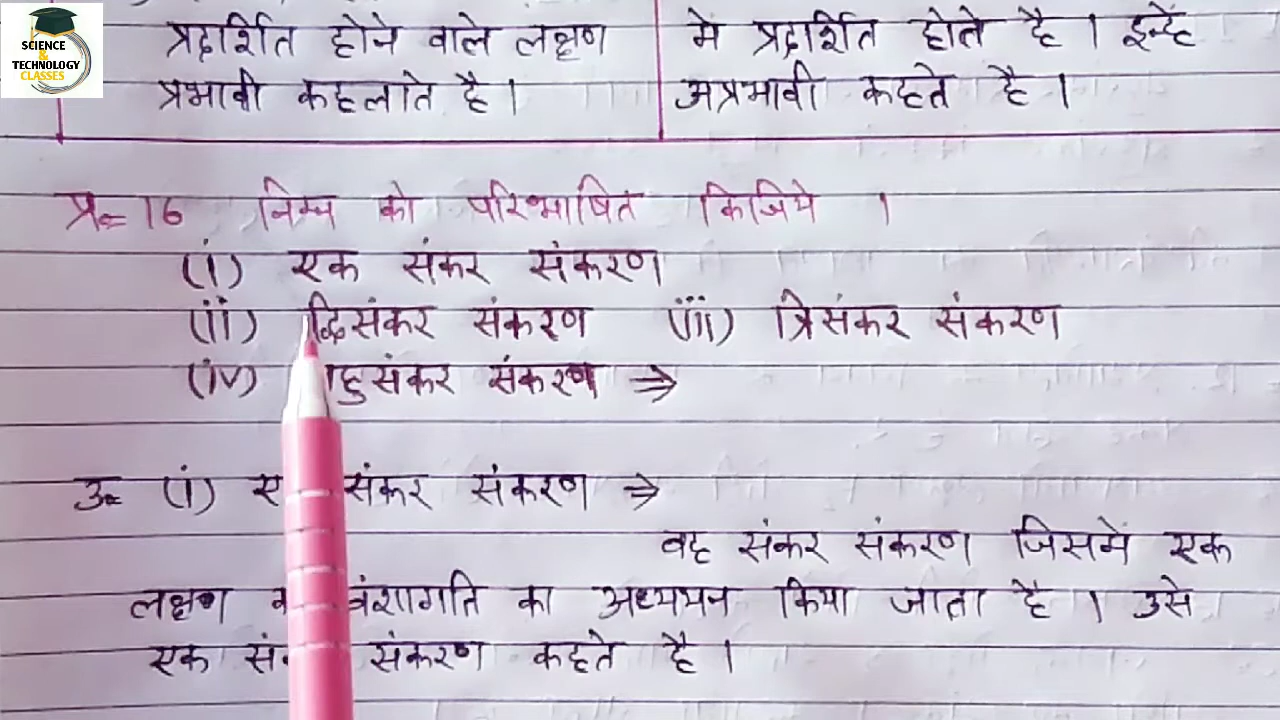 SCIENCE
&
TECHNOLOGY
CLASSES
प्रदर्शित होने वाले लक्षण में प्रदर्शित होते है । इन्हें
प्रभावी कहलाते है । अप्रभावी कहते है ।
प्र॰ 16 निम्न को परिभाषित किजिये ।
(i) एक संकर संकरण
(ii) द्विसंकर संकरण (iii) त्रिसंकर संकरण
(iv) हुसंकर संकरण ⇒
उ॰ (i) ए संकर संकरण ⇒
वह संकर संकरण जिसमें एक
लक्षण वंशागति का अध्ययन किया जाता है । उसे
एक सं संकरण कहते है ।